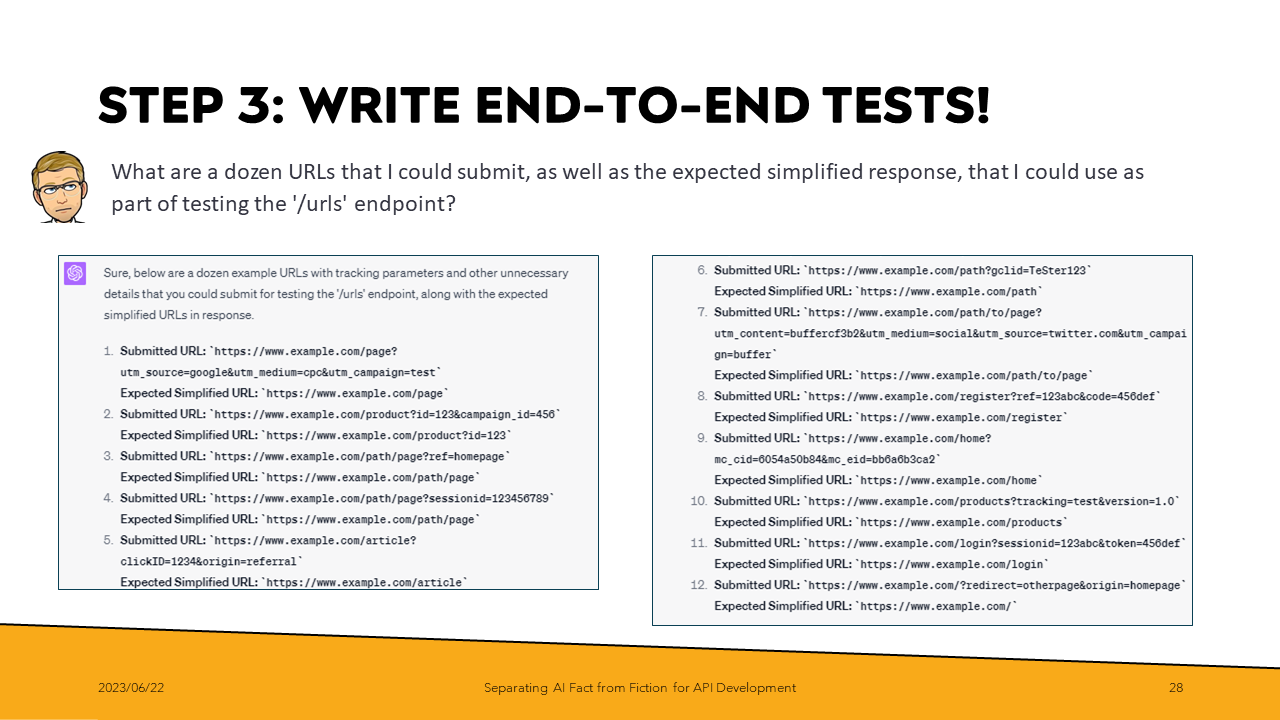 STEP 3: WRITE END-TO-END TESTS!
What are a dozen URLs that I could submit, as well as the expected simplified response, that I could use as
part of testing the '/urls' endpoint?
Sure, below are a dozen example URLs with tracking parameters and other unnecessary
details that you could submit for testing the '/urls' endpoint, along with the expected
simplified URLs in response.
1. Submitted URL: `https://www.example.com/page?
utm_source=google&utm_medium=cpc&utm_campaign=test`
Expected Simplified URL: `https://www.example.com/page`
2. Submitted URL: `https://www.example.com/product?id=123&campaign_id=456`
Expected Simplified URL: `https://www.example.com/product?id=123`
3. Submitted URL: `https://www.example.com/path/page?ref=homepage`
Expected Simplified URL: `https://www.example.com/path/page`
4. Submitted URL: `https://www.example.com/path/page?sessionid=123456789`
Expected Simplified URL: `https://www.example.com/path/page`
5. Submitted URL: `https://www.example.com/article?
clickID=1234&origin=referral`
Expected Simplified URL: `https://www.example.com/article`
6. Submitted URL: `https://www.example.com/path?gclid=TeSter123`
Expected Simplified URL: `https://www.example.com/path`
7. Submitted URL: `https://www.example.com/path/to/page?
utm_content=buffercf3b2&utm_medium=social&utm_source=twitter.com&utm_campai
gn=buffer`
Expected Simplified URL: `https://www.example.com/path/to/page`
8. Submitted URL: `https://www.example.com/register?ref=123abc&code=456def`
Expected Simplified URL: `https://www.example.com/register`
9. Submitted URL: `https://www.example.com/home?
mc_cid=6054a50b84&mc_eid=bb6a6b3ca2`
Expected Simplified URL: `https://www.example.com/home`
10. Submitted URL: `https://www.example.com/products?tracking=test&version=1.0`
Expected Simplified URL: `https://www.example.com/products`
11. Submitted URL: `https://www.example.com/login?sessionid=123abc&token=456def`
Expected Simplified URL: `https://www.example.com/login`
12. Submitted URL: `https://www.example.com/?redirect=otherpage&origin=homepage`
Expected Simplified URL: `https://www.example.com/`
2023/06/22
Separating AI Fact from Fiction for API Development
28